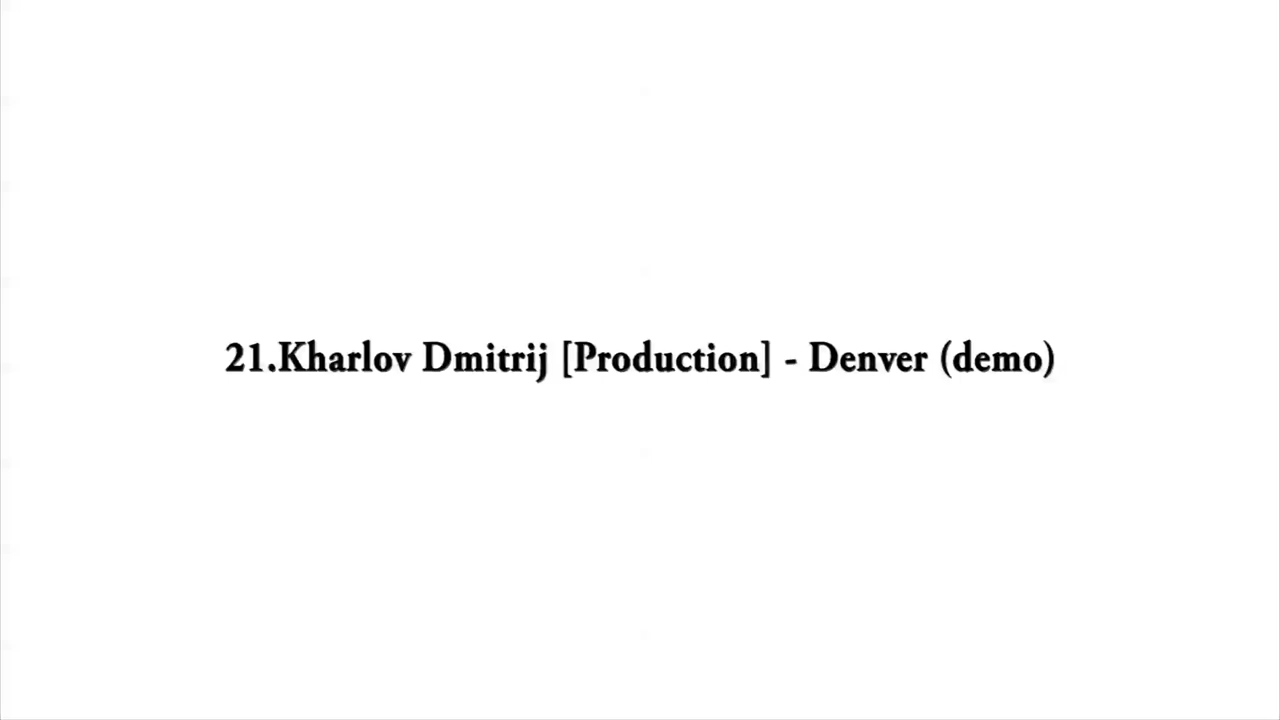 21.Kharlov Dmitrij [Production] - Denver (demo)